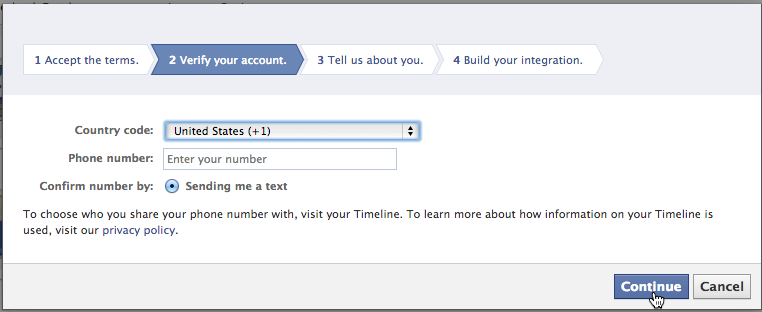 1 Accept the terms. 2 Verify your account. 3 Tell us about you. 4 Build your integration.
Country code: United States (+1)
Phone number: Enter your number
Confirm number by: Sending me a text
To choose who you share your phone number with, visit your Timeline. To learn more about how information on your Timeline is
used, visit our privacy policy.
Continue Cancel